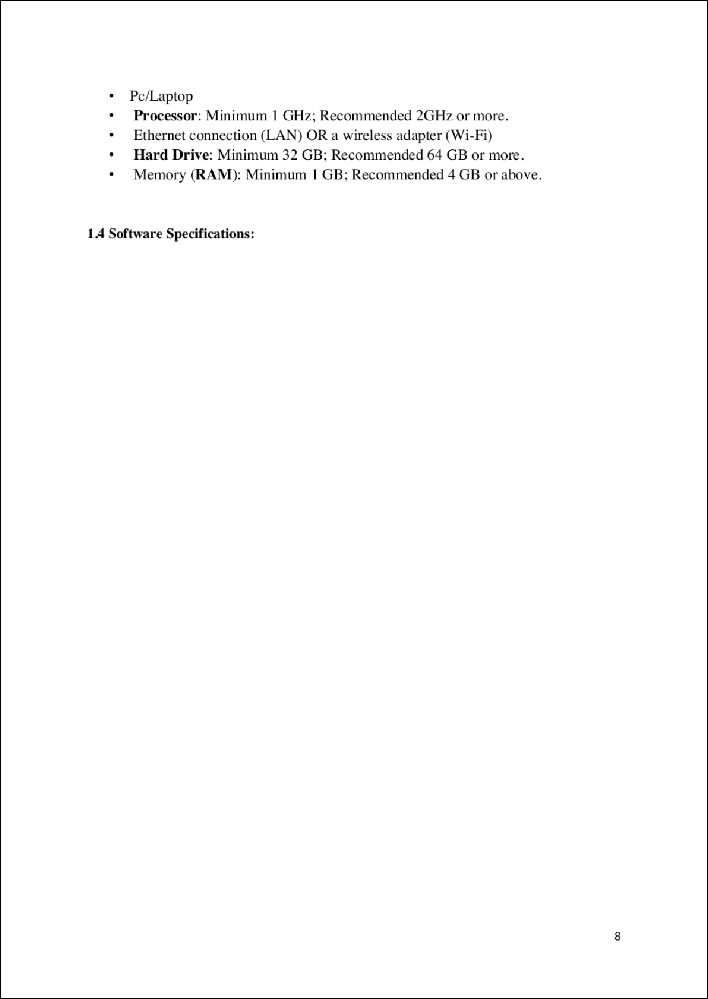 • Pc/Laptop
• Processor: Minimum 1 GHz; Recommended 2GHz or more.
• Ethernet connection (LAN) OR a wireless adapter (Wi-Fi)
• Hard Drive: Minimum 32 GB; Recommended 64 GB or more.
• Memory (RAM): Minimum 1 GB; Recommended 4 GB or above.
1.4 Software Specifications:
8